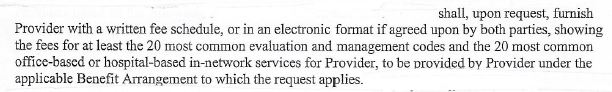 shall, upon request, furnish
Provider with a written fee schedule, or in an electronic format if agreed upon by both parties, showing
the fees for at least the 20 most common evaluation and management codes and the 20 most common
office-based or hospital-based in-network services for Provider, to be provided by Provider under the
applicable Benefit Arrangement to which the request applies.